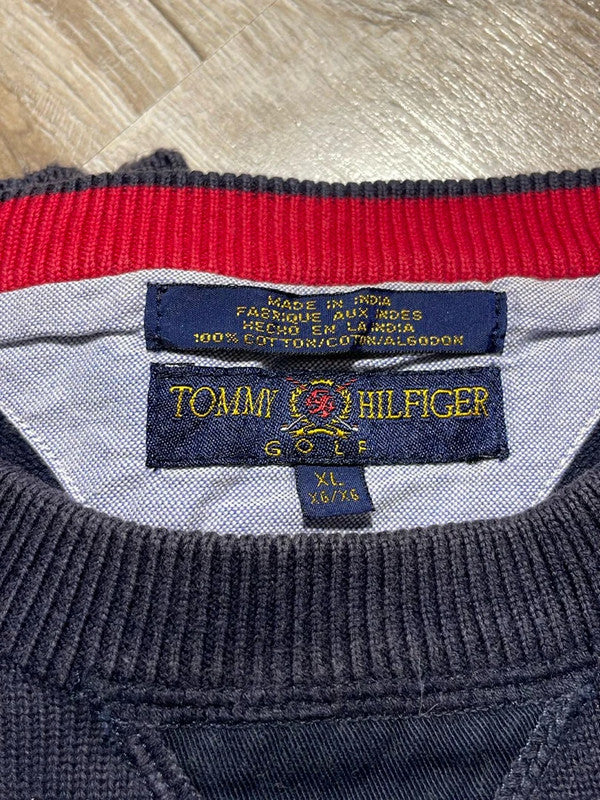 MADE IN INDIA
FABRIQUE AUX INDES
HECHO EN LA INDIA
100% COTTON/COTON/ALGODON
TOMMY HILFIGER
GOLF
XL
XG/XG